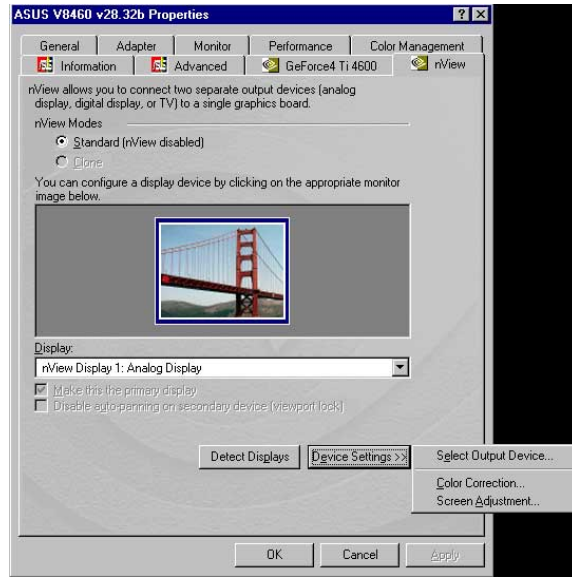 ASUS V8460 v28.32b Properties
General Adapter Monitor Performance Color Management
Information Advanced GeForce4 Ti 4600 nView
nView allows you to connect two separate output devices (analog
display, digital display, or TV) to a single graphics board.
nView Modes
Standard (nView disabled)
Clone
You can configure a display device by clicking on the appropriate monitor
image below.
Display:
nView Display 1: Analog Display
Make this the primary display
Disable auto-panning on secondary device (viewport lock)
Detect Displays Device Settings >> Select Output Device...
Color Correction...
Screen Adjustment...
OK Cancel Apply